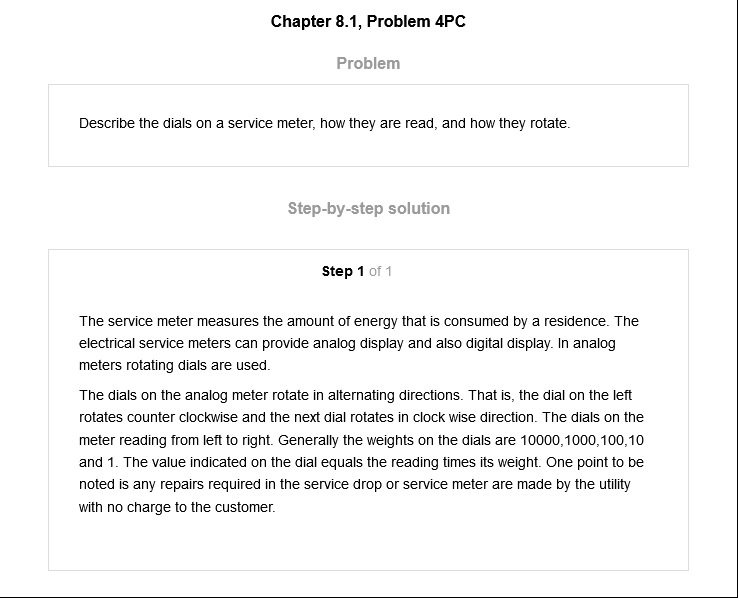 Chapter 8.1, Problem 4PC
Problem
Describe the dials on a service meter, how they are read, and how they rotate.
Step-by-step solution
Step 1 of 1
The service meter measures the amount of energy that is consumed by a residence. The
electrical service meters can provide analog display and also digital display. In analog
meters rotating dials are used.
The dials on the analog meter rotate in alternating directions. That is, the dial on the left
rotates counter clockwise and the next dial rotates in clock wise direction. The dials on the
meter reading from left to right. Generally the weights on the dials are 10000,1000,100,10
and 1. The value indicated on the dial equals the reading times its weight. One point to be
noted is any repairs required in the service drop or service meter are made by the utility
with no charge to the customer.